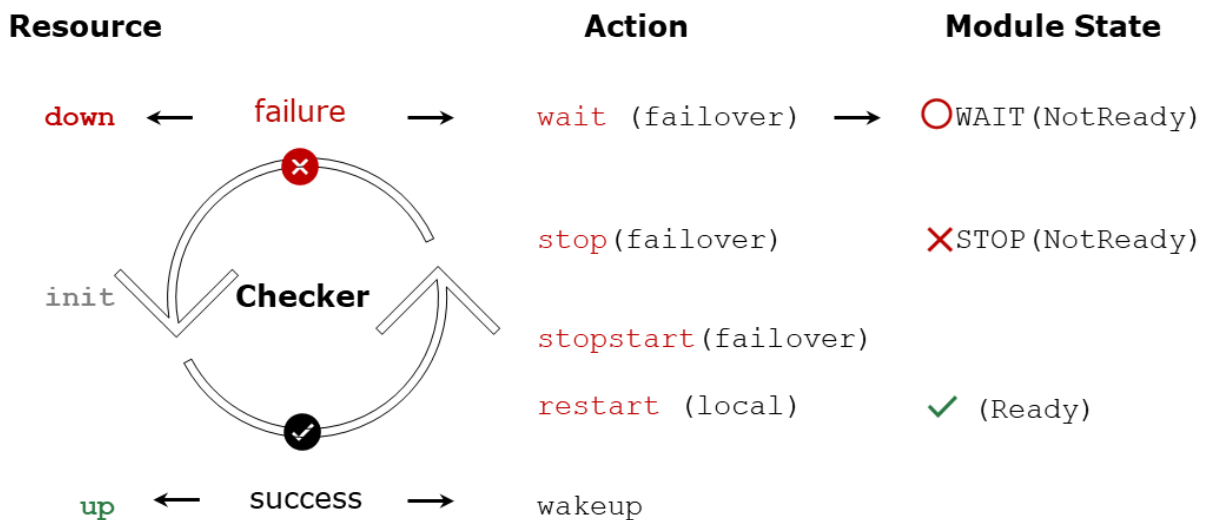 Resource Action Module State
down failure wait (failover) WAIT(NotReady)
stop(failover) STOP(NotReady)
init Checker
stopstart(failover)
restart (local) (Ready)
up success wakeup